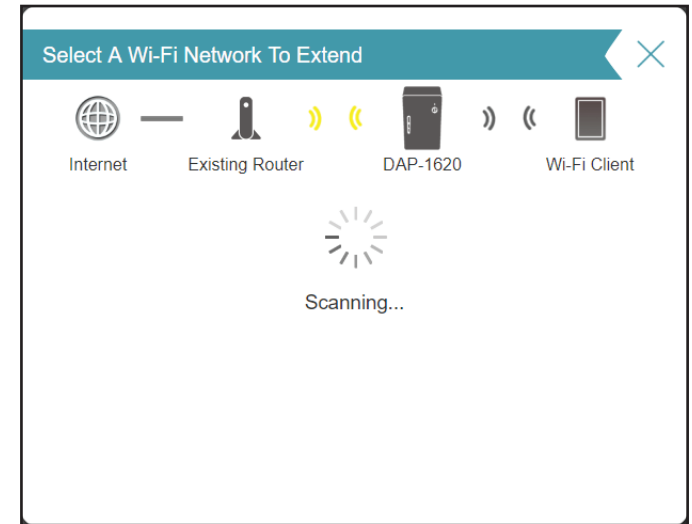 Select A Wi-Fi Network To Extend
Internet Existing Router DAP-1620 Wi-Fi Client
Scanning...